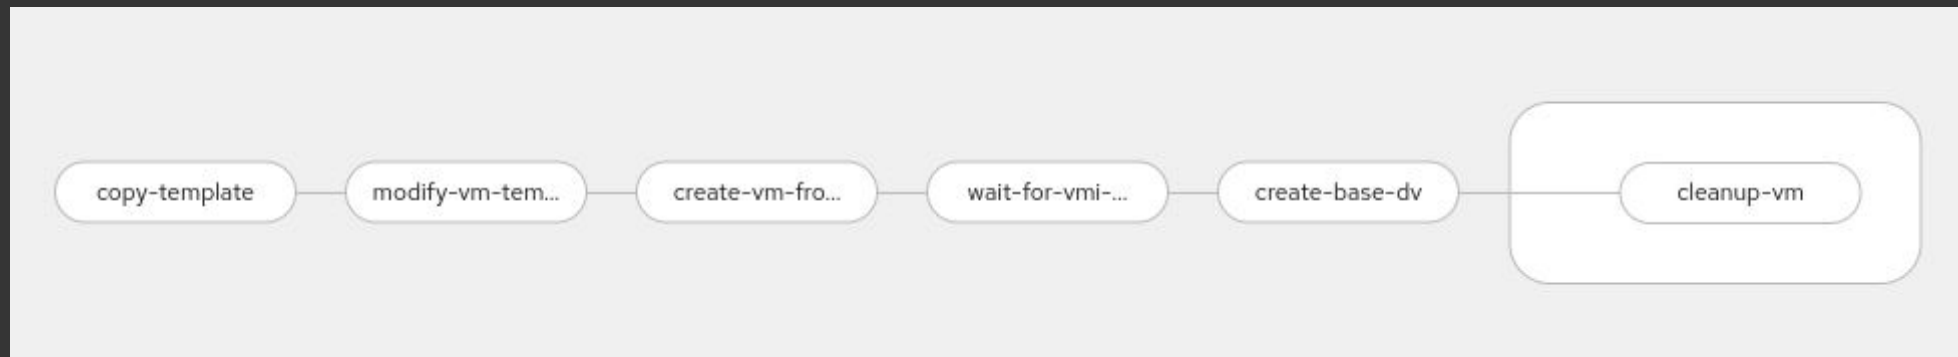 copy-template
modify-vm-tem...
create-vm-fro...
wait-for-vmi-...
create-base-dv
cleanup-vm